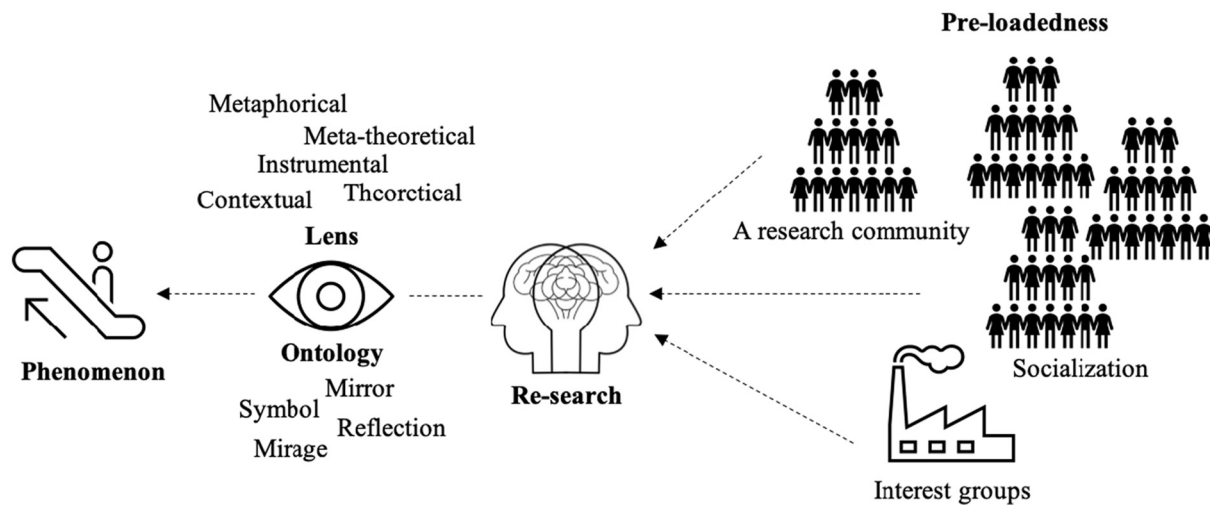 Pre-loadedness
Metaphorical
Meta-theoretical
Instrumental
Contextual
Thcorctical
Lens
A research community
Ontology
Phenomenon
Mirror
Symbol
Reflection
Mirage
Re-search
Socialization
Interest groups